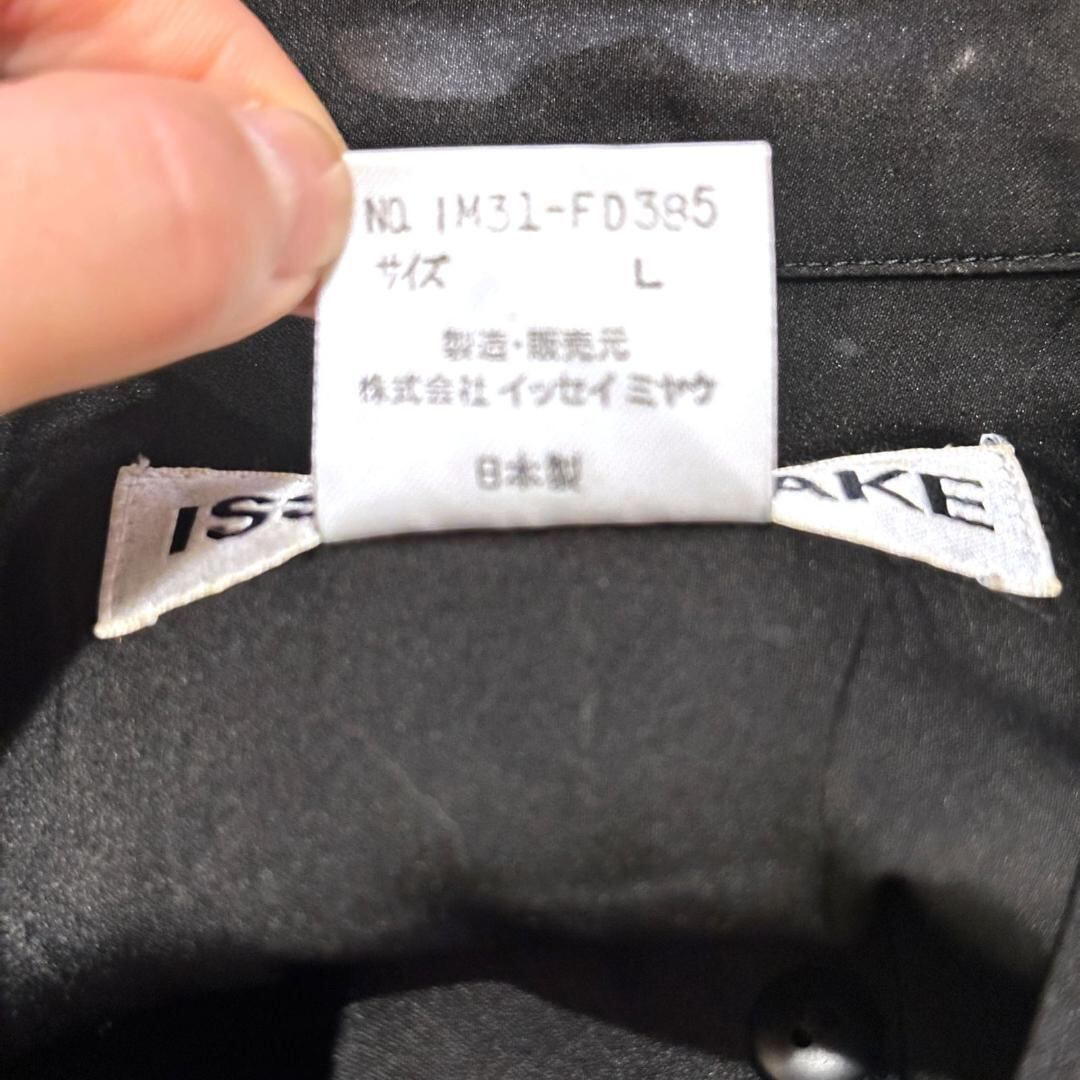 NO. IM31-FD385
サイズ L
製造・販売元
株式会社 イッセイ ミヤケ
日本製
ISS
AKE